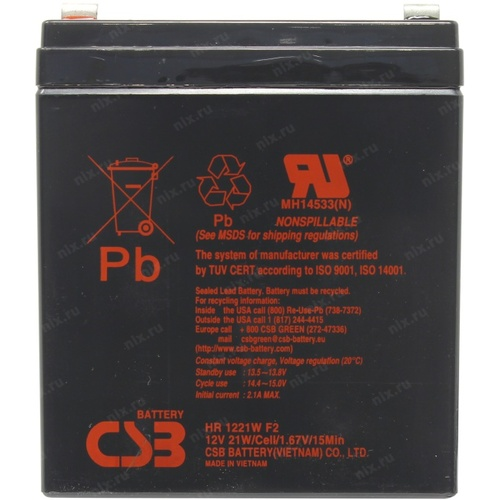 Pb
Pb
MH14533(N)
NONSPILLABLE
(See MSDS for shipping regulations)
The system of manufacturer was certified
by TUV CERT according to ISO 9001, ISO 14001.
Sealed Lead Battery. Battery must be recycled.
Inside the USA call (800) Re-Use-Pb (738-7372)
Outside the USA call 1 (817) 244-4415
Europe call + 800 CSB GREEN (272-47336)
mail csbgreen@csb-battery.eu
(http://www.csb-battery.com)
Constant voltage charge, Voltage regulation (20°C)
Standby use : 13.5~13.8V
Cycle use : 14.4~15.0V
Initial current : 2.1A MAX.
BATTERY
CSB
HR 1221W F2
12V 21W/Cell/1.67V/15Min
CSB BATTERY(VIETNAM) CO., LTD.
MADE IN VIETNAM
nix.ru